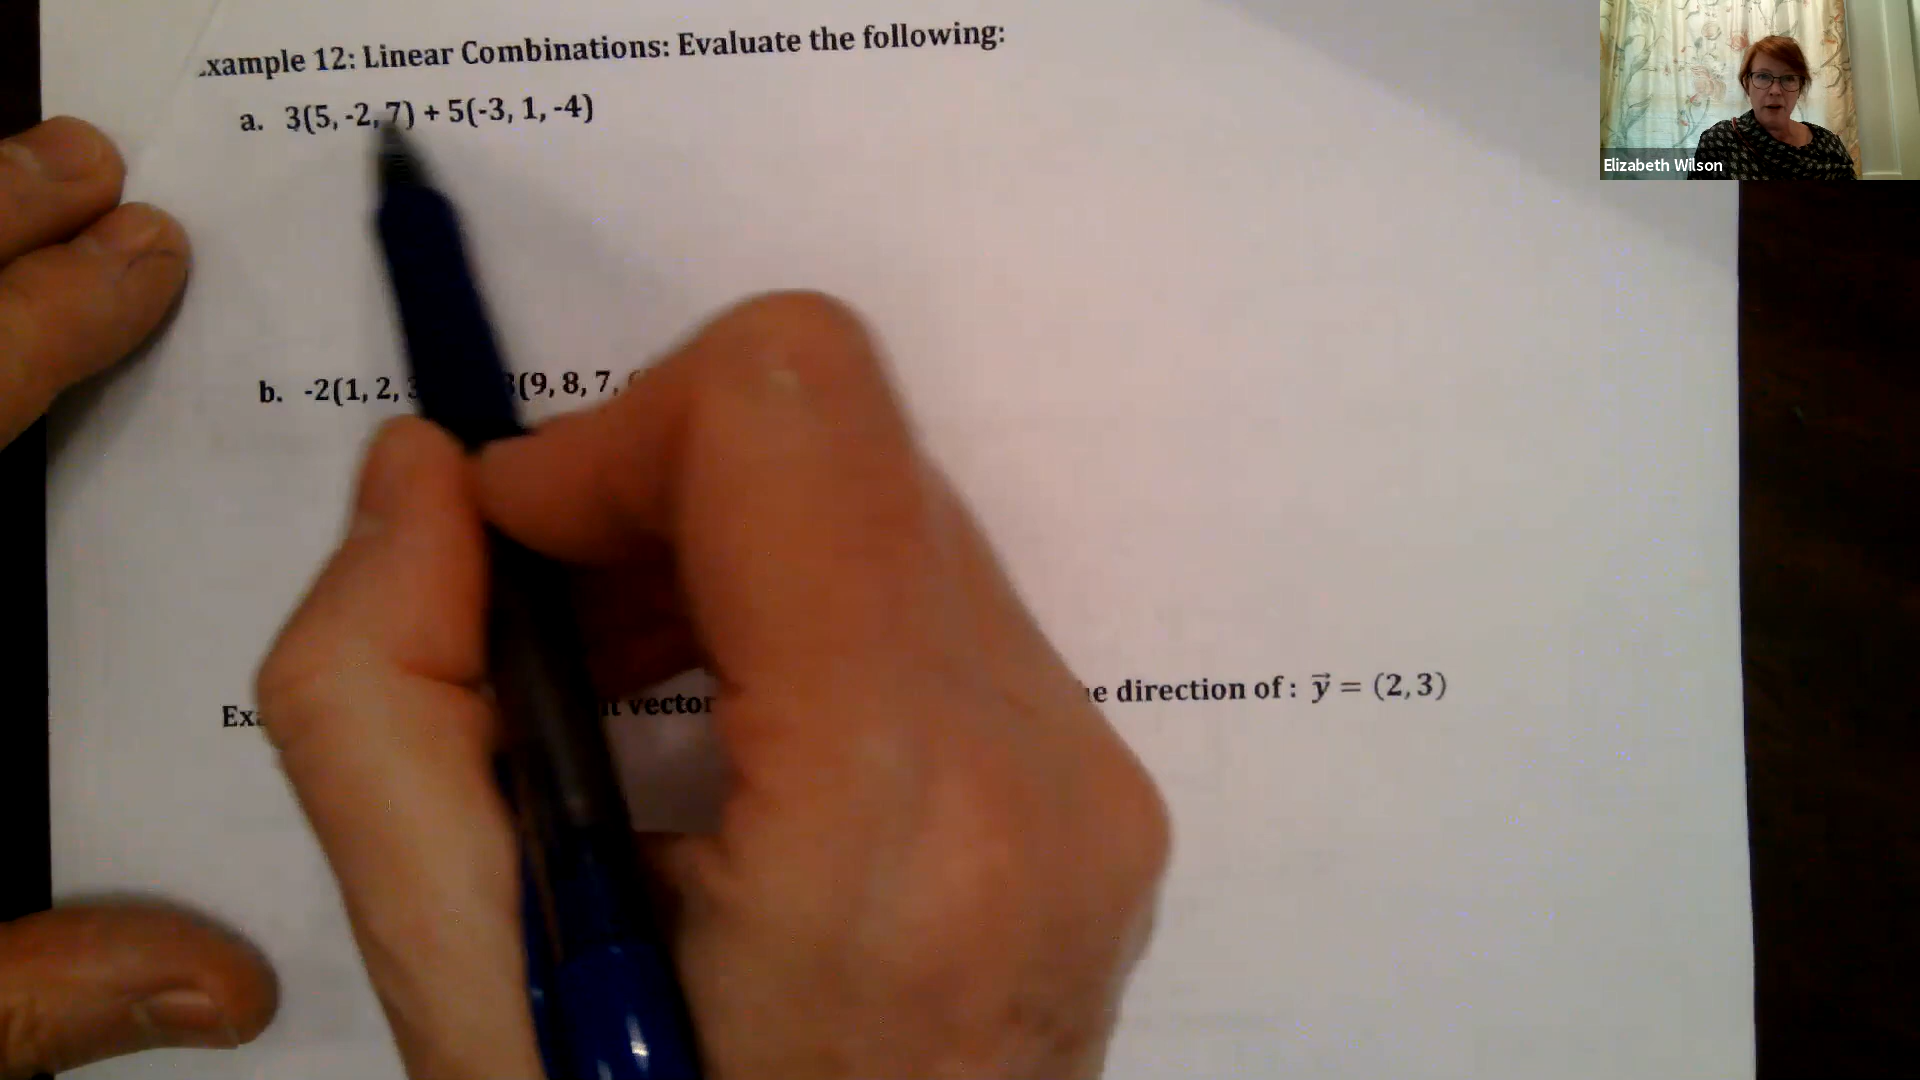 xample 12: Linear Combinations: Evaluate the following:
a. 3(5, -2, 7) + 5(-3, 1, -4)
Elizabeth Wilson
b. -2(1, 2, 3 (9, 8, 7,
vector direction of : y⃗ = (2,3)